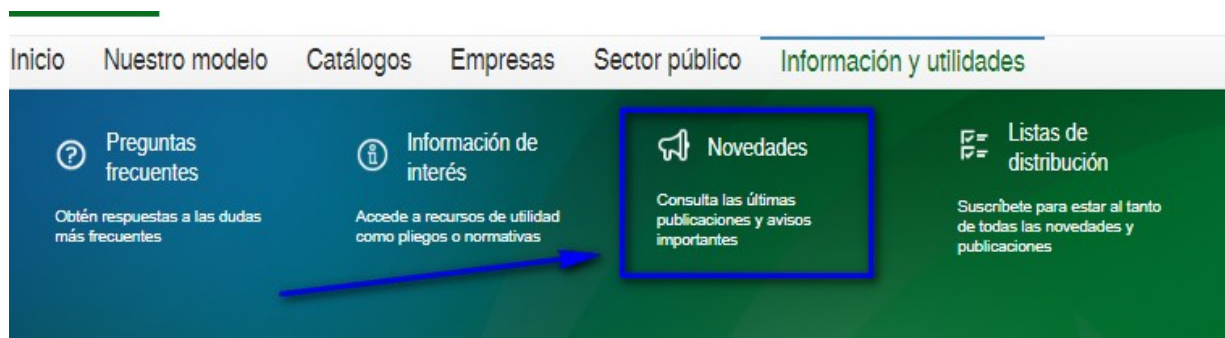 Inicio Nuestro modelo Catálogos Empresas Sector público Información y utilidades
Preguntas
frecuentes
Obtén respuestas a las dudas
más frecuentes
Información de
interés
Accede a recursos de utilidad
como pliegos o normativas
Novedades
Consulta las últimas
publicaciones y avisos
importantes
Listas de
distribución
Suscríbete para estar al tanto
de todas las novedades y
publicaciones